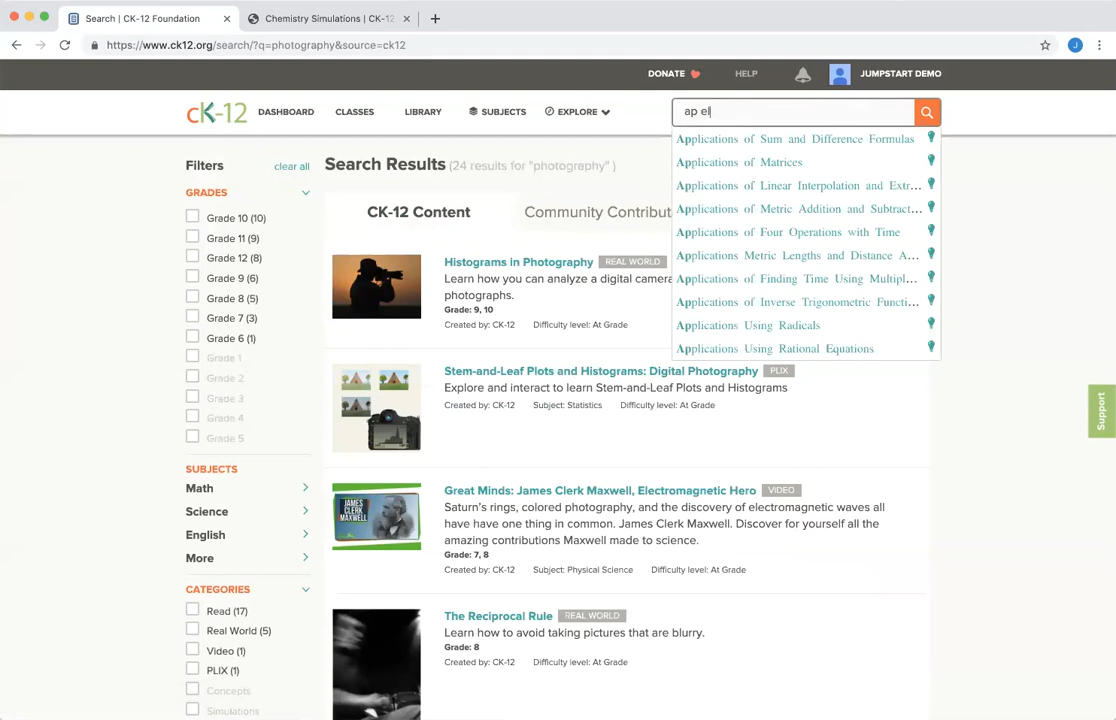 Search | CK-12 Foundation
Chemistry Simulations | CK-12
https://www.ck12.org/search/?q=photography&source=ck12
J
DONATE
HELP
JUMPSTART DEMO
cK-12
DASHBOARD
CLASSES
LIBRARY
SUBJECTS
EXPLORE
ap el
Applications of Sum and Difference Formulas
Applications of Matrices
Applications of Linear Interpolation and Extr...
Applications of Metric Addition and Subtract...
Applications of Four Operations with Time
Applications Metric Lengths and Distance A...
Applications of Finding Time Using Multipl...
Applications of Inverse Trigonometric Functi...
Applications Using Radicals
Applications Using Rational Equations
Filters
clear all
GRADES
Grade 10 (10)
Grade 11 (9)
Grade 12 (8)
Grade 9 (6)
Grade 8 (5)
Grade 7 (3)
Grade 6 (1)
Grade 1
Grade 2
Grade 3
Grade 4
Grade 5
SUBJECTS
Math
Science
English
More
CATEGORIES
Read (17)
Real World (5)
Video (1)
PLIX (1)
Concepts
Simulations
Search Results (24 results for "photography" )
CK-12 Content
Community Contribut
Histograms in Photography REAL WORLD
Learn how you can analyze a digital camera
photographs.
Grade: 9, 10
Created by: CK-12 Difficulty level: At Grade
Stem-and-Leaf Plots and Histograms: Digital Photography PLIX
Explore and interact to learn Stem-and-Leaf Plots and Histograms
Created by: CK-12 Subject: Statistics Difficulty level: At Grade
JAMES
CLERK
MAXWELL
Great Minds: James Clerk Maxwell, Electromagnetic Hero VIDEO
Saturn's rings, colored photography, and the discovery of electromagnetic waves all
have have one thing in common. James Clerk Maxwell. Discover for yourself all the
amazing contributions Maxwell made to science.
Grade: 7, 8
Created by: CK-12 Subject: Physical Science Difficulty level: At Grade
The Reciprocal Rule REAL WORLD
Learn how to avoid taking pictures that are blurry.
Grade: 8
Created by: CK-12 Difficulty level: At Grade
Support